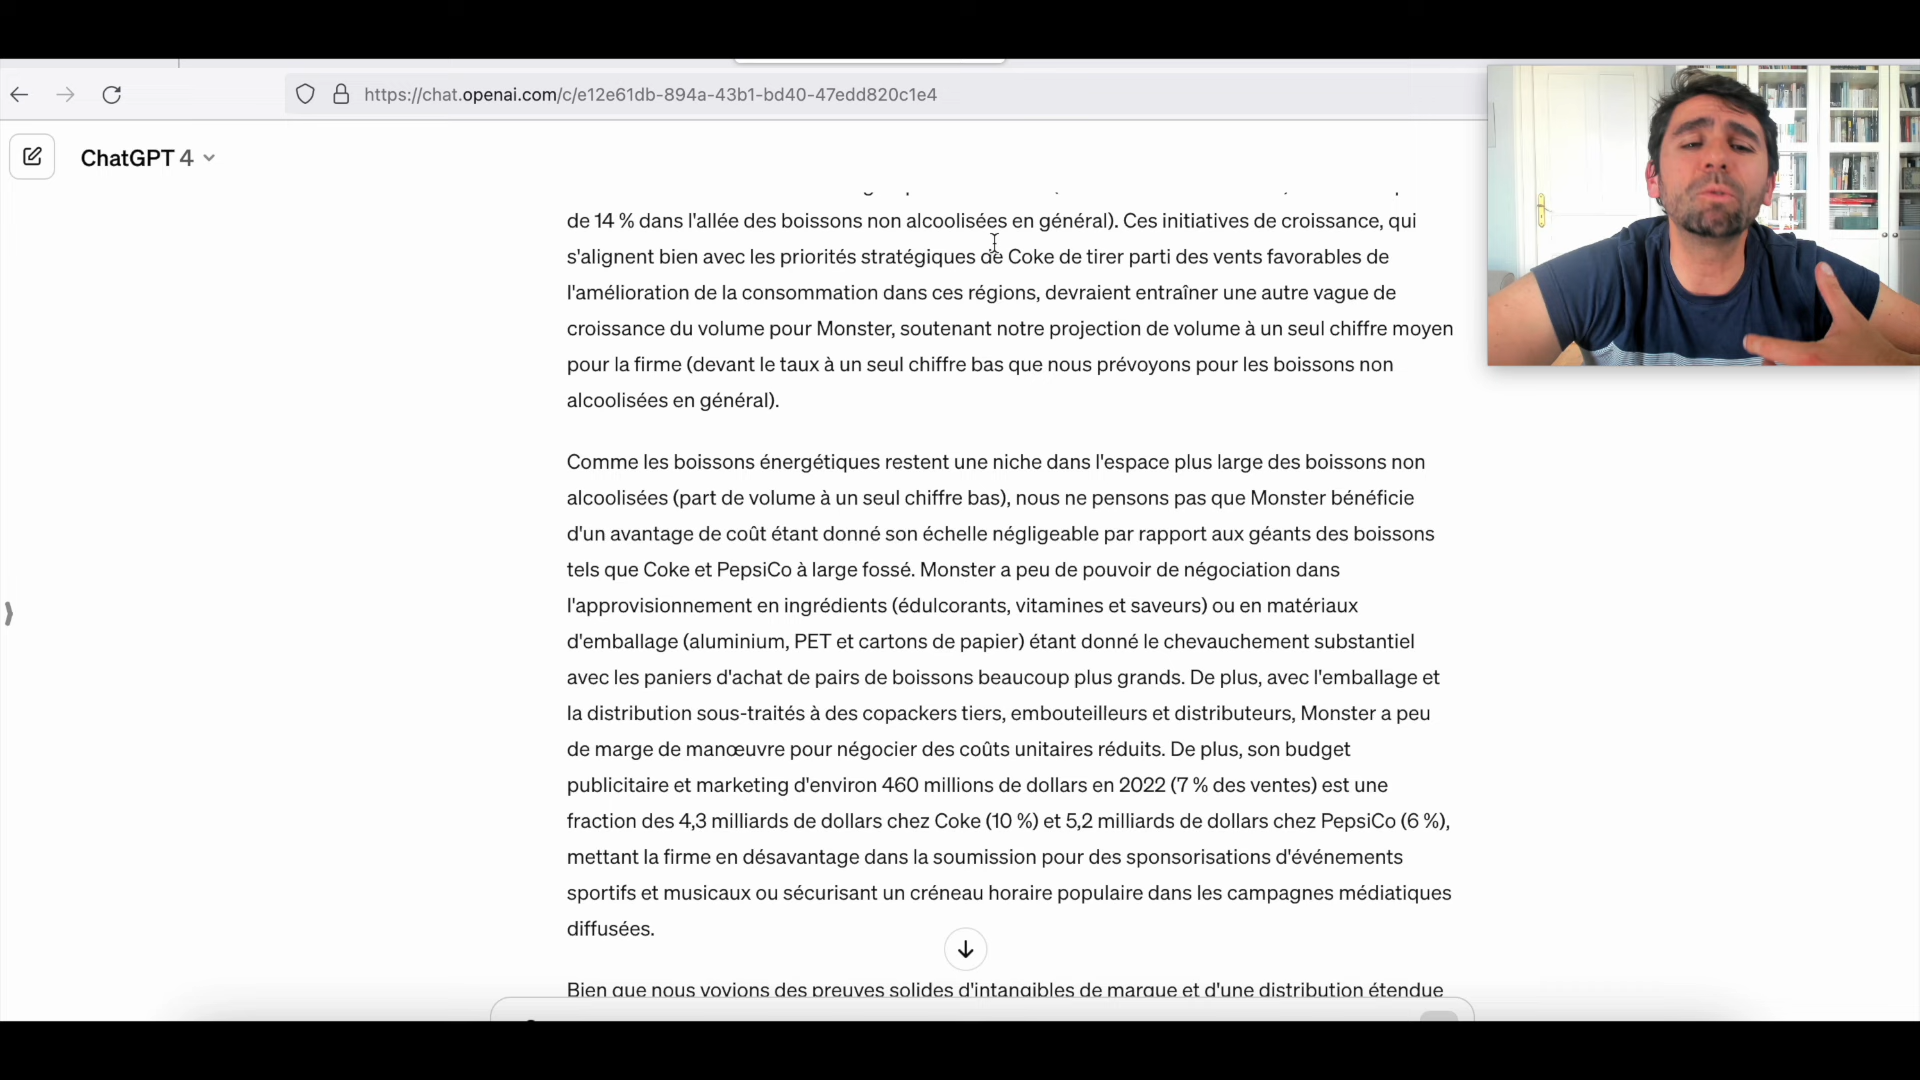 https://chat.openai.com/c/e12e61db-894a-43b1-bd40-47edd820c1e4
ChatGPT 4
de 14 % dans l'allée des boissons non alcoolisées en général). Ces initiatives de croissance, qui
s'alignent bien avec les priorités stratégiques de Coke de tirer parti des vents favorables de
l'amélioration de la consommation dans ces régions, devraient entraîner une autre vague de
croissance du volume pour Monster, soutenant notre projection de volume à un seul chiffre moyen
pour la firme (devant le taux à un seul chiffre bas que nous prévoyons pour les boissons non
alcoolisées en général).
Comme les boissons énergétiques restent une niche dans l'espace plus large des boissons non
alcoolisées (part de volume à un seul chiffre bas), nous ne pensons pas que Monster bénéficie
d'un avantage de coût étant donné son échelle négligeable par rapport aux géants des boissons
tels que Coke et PepsiCo à large fossé. Monster a peu de pouvoir de négociation dans
l'approvisionnement en ingrédients (édulcorants, vitamines et saveurs) ou en matériaux
d'emballage (aluminium, PET et cartons de papier) étant donné le chevauchement substantiel
avec les paniers d'achat de pairs de boissons beaucoup plus grands. De plus, avec l'emballage et
la distribution sous-traités à des copackers tiers, embouteilleurs et distributeurs, Monster a peu
de marge de manœuvre pour négocier des coûts unitaires réduits. De plus, son budget
publicitaire et marketing d'environ 460 millions de dollars en 2022 (7 % des ventes) est une
fraction des 4,3 milliards de dollars chez Coke (10 %) et 5,2 milliards de dollars chez PepsiCo (6 %),
mettant la firme en désavantage dans la soumission pour des sponsorisations d'événements
sportifs et musicaux ou sécurisant un créneau horaire populaire dans les campagnes médiatiques
diffusées.
Bien que nous voyions des preuves solides d'intangibles de marque et d'une distribution étendue